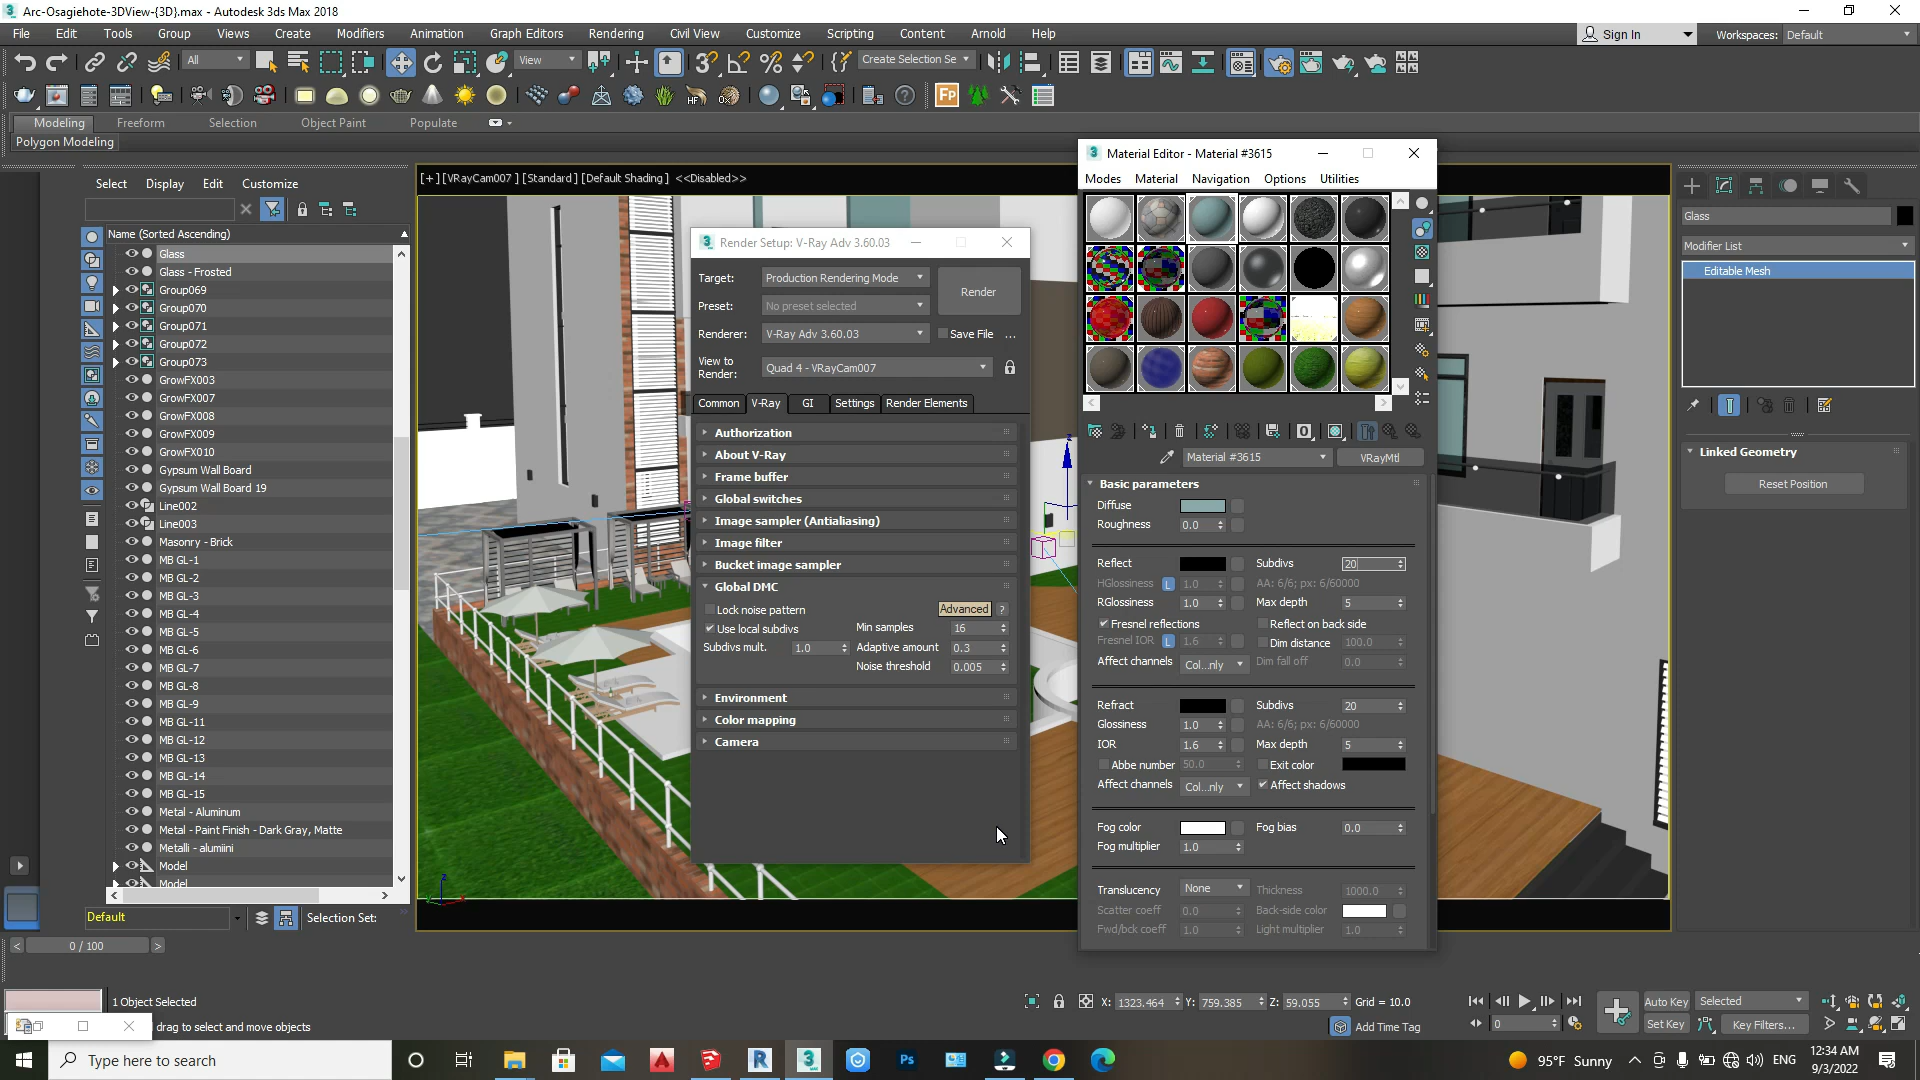 Arc-Osagiehote-3DView-{3D}.max - Autodesk 3ds Max 2018
File Edit Tools Group Views Create Modifiers Animation Graph Editors Rendering Civil View Customize Scripting Content Arnold Help
Sign In Workspaces: Default
All View Create Selection Se
Modeling Freeform Selection Object Paint Populate
Polygon Modeling
Select Display Edit Customize
Name (Sorted Ascending)
Glass
Glass - Frosted
Group069
Group070
Group071
Group072
Group073
GrowFX003
GrowFX007
GrowFX008
GrowFX009
GrowFX010
Gypsum Wall Board
Gypsum Wall Board 19
Line002
Line003
Masonry - Brick
MB GL-1
MB GL-2
MB GL-3
MB GL-4
MB GL-5
MB GL-6
MB GL-7
MB GL-8
MB GL-9
MB GL-11
MB GL-12
MB GL-13
MB GL-14
MB GL-15
Metal - Aluminum
Metal - Paint Finish - Dark Gray, Matte
Metalli - alumiini
Model
Model
Default
Selection Set:
0 / 100
[+] [VRayCam007 ] [Standard ] [Default Shading ] <<Disabled>>
Render Setup: V-Ray Adv 3.60.03
Target: Production Rendering Mode
Render
Preset: No preset selected
Renderer: V-Ray Adv 3.60.03 Save File ...
View to Render: Quad 4 - VRayCam007
Common V-Ray GI Settings Render Elements
Authorization
About V-Ray
Frame buffer
Global switches
Image sampler (Antialiasing)
Image filter
Bucket image sampler
Global DMC
Lock noise pattern Advanced ?
Use local subdivs Min samples 16
Subdivs mult. 1.0 Adaptive amount 0.3
Noise threshold 0.005
Environment
Color mapping
Camera
Material Editor - Material #3615
Modes Material Navigation Options Utilities
Material #3615 VRayMtl
Basic parameters
Diffuse
Roughness 0.0
Reflect Subdivs 20
HGlossiness L 1.0 AA: 6/6; px: 6/60000
RGlossiness 1.0 Max depth 5
Fresnel reflections Reflect on back side
Fresnel IOR L 1.6 Dim distance 100.0
Affect channels Col...nly Dim fall off 0.0
Refract Subdivs 20
Glossiness 1.0 AA: 6/6; px: 6/60000
IOR 1.6 Max depth 5
Abbe number 50.0 Exit color
Affect channels Col...nly Affect shadows
Fog color Fog bias 0.0
Fog multiplier 1.0
Translucency None Thickness 1000.0
Scatter coeff 0.0 Back-side color
Fwd/bck coeff 1.0 Light multiplier 1.0
Glass
Modifier List
Editable Mesh
Linked Geometry
Reset Position
1 Object Selected
drag to select and move objects
X: 1323.464 Y: 759.385 Z: 59.055 Grid = 10.0
Add Time Tag
Auto Key Selected
0 Set Key Key Filters...
Type here to search
95°F Sunny ENG
12:34 AM
9/3/2022